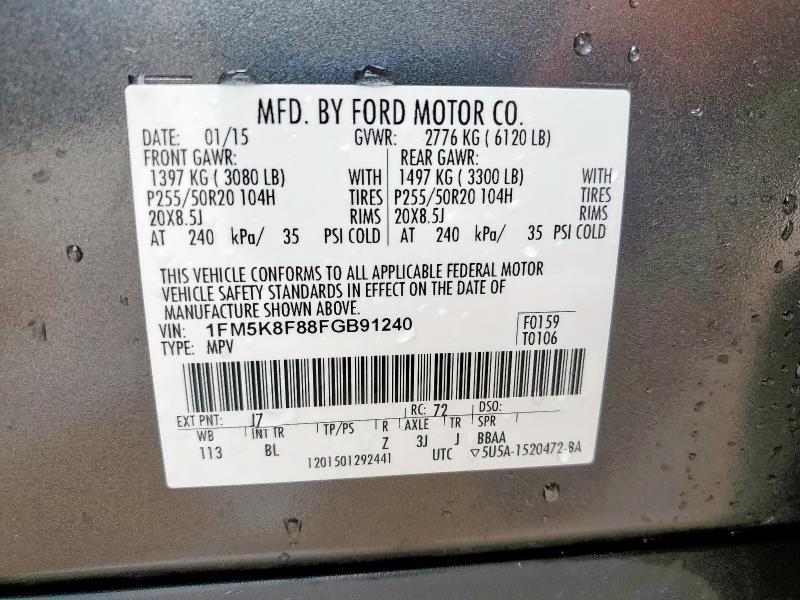 MFD. BY FORD MOTOR CO.
DATE: 01/15 GVWR: 2776 KG ( 6120 LB)
FRONT GAWR: REAR GAWR:
1397 KG ( 3080 LB) WITH 1497 KG ( 3300 LB) WITH
P255/50R20 104H TIRES P255/50R20 104H TIRES
20X8.5J RIMS 20X8.5J RIMS
AT 240 kPa/ 35 PSI COLD AT 240 kPa/ 35 PSI COLD
THIS VEHICLE CONFORMS TO ALL APPLICABLE FEDERAL MOTOR
VEHICLE SAFETY STANDARDS IN EFFECT ON THE DATE OF
MANUFACTURE SHOWN ABOVE.
VIN: 1FM5K8F88FGB91240 F0159
TYPE: MPV T0106
EXT PNT: J7 RC: 72 DSO:
WB INT TR TP/PS R AXLE TR SPR
113 BL Z 3J J BBAA
1201501292441 UTC ▽5U5A-1520472-BA